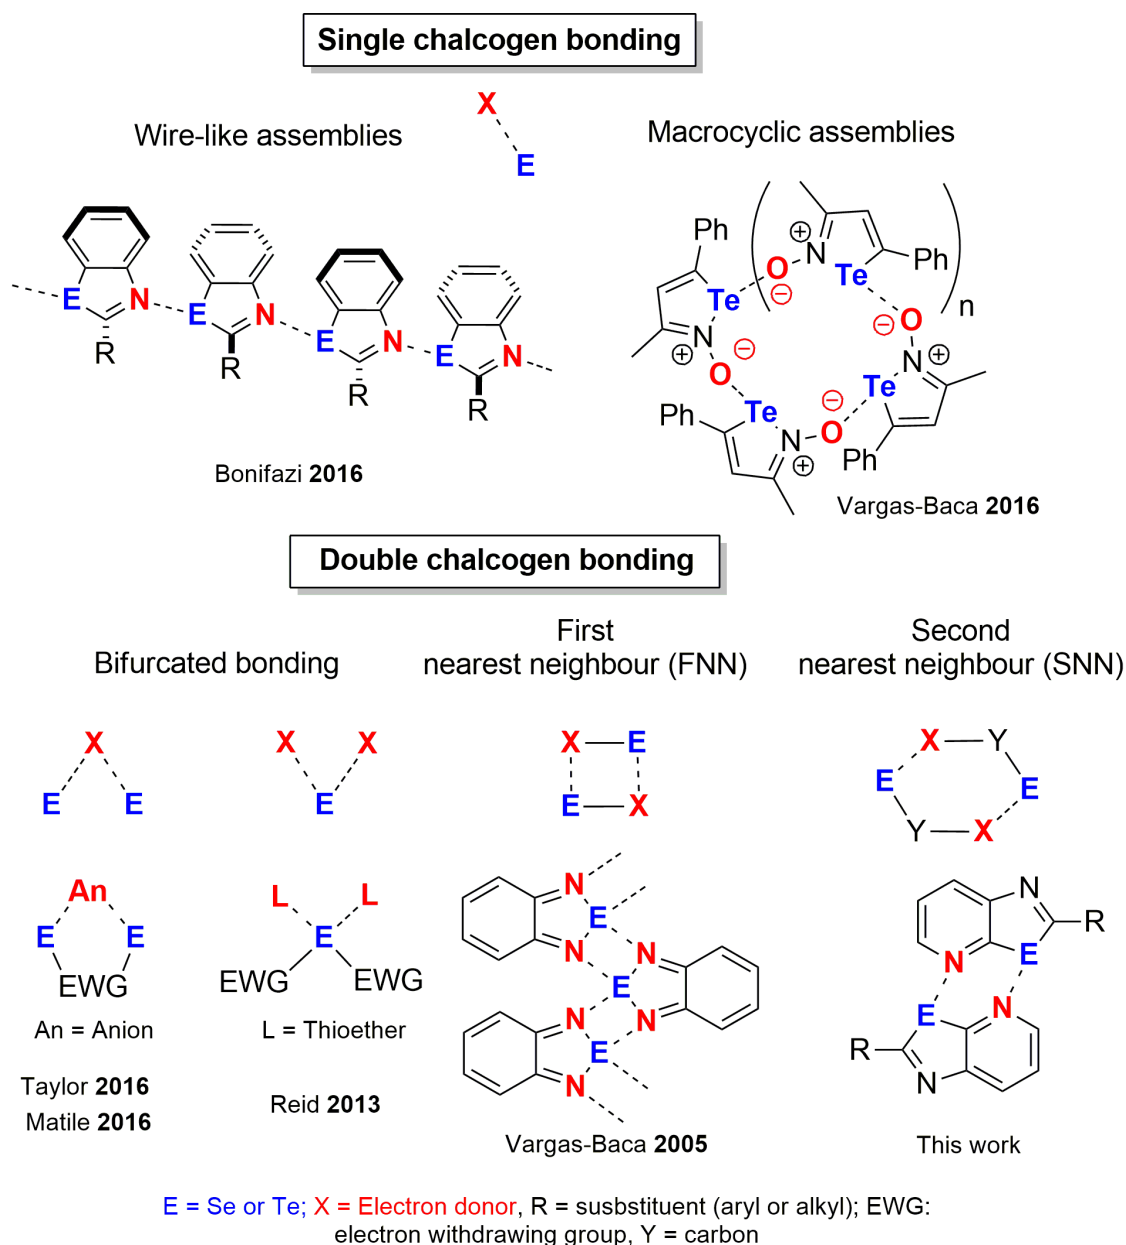 Single chalcogen bonding
X
E
Wire-like assemblies
Macrocyclic assemblies
E N E N E N E N
R R R R
Bonifazi 2016
Ph
Te
N
⊕
O
⊖
O
⊖
N
⊕
Te
Ph
n
O
⊖
N
⊕
Te
Ph
Ph
Te
N
⊕
O
⊖
Vargas-Baca 2016
Double chalcogen bonding
Bifurcated bonding
First
nearest neighbour (FNN)
Second
nearest neighbour (SNN)
X
E E
X X
E
X E
E X
X Y
E E
Y X
An
E E
EWG
An = Anion
Taylor 2016
Matile 2016
L L
E
EWG EWG
L = Thioether
Reid 2013
N
E
N
N
E
N
N
E
N
Vargas-Baca 2005
N
R
E
N
E
N
R
N
This work
E = Se or Te; X = Electron donor, R = susbstituent (aryl or alkyl); EWG:
electron withdrawing group, Y = carbon